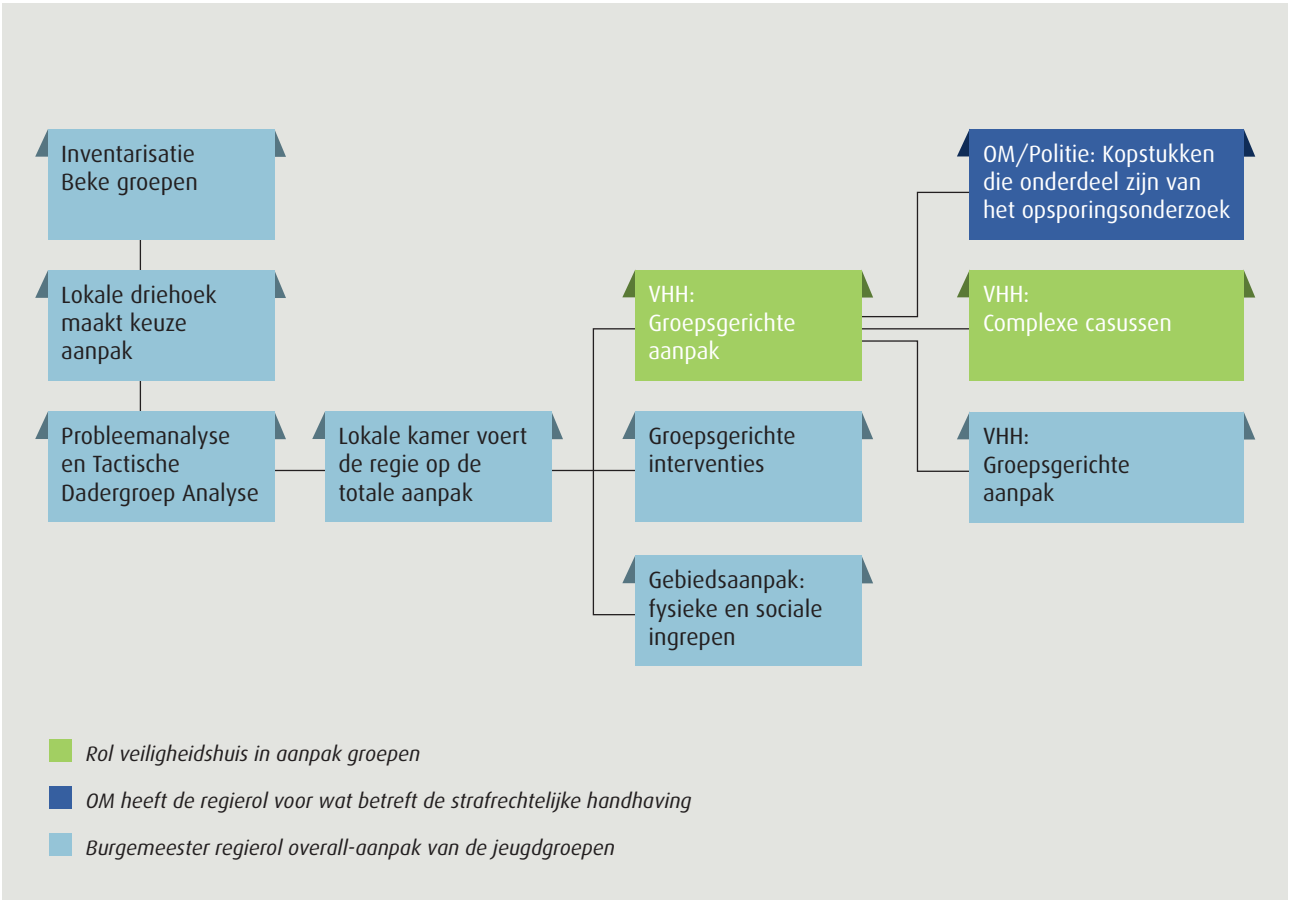 Inventarisatie
Beke groepen
Lokale driehoek
maakt keuze
aanpak
Probleemanalyse
en Tactische
Dadergroep Analyse
Lokale kamer voert
de regie op de
totale aanpak
VHH:
Groepsgerichte
aanpak
Groepsgerichte
interventies
Gebiedsaanpak:
fysieke en sociale
ingrepen
OM/Politie: Kopstukken
die onderdeel zijn van
het opsporingsonderzoek
VHH:
Complexe casussen
VHH:
Groepsgerichte
aanpak
Rol veiligheidshuis in aanpak groepen
OM heeft de regierol voor wat betreft de strafrechtelijke handhaving
Burgemeester regierol overall-aanpak van de jeugdgroepen